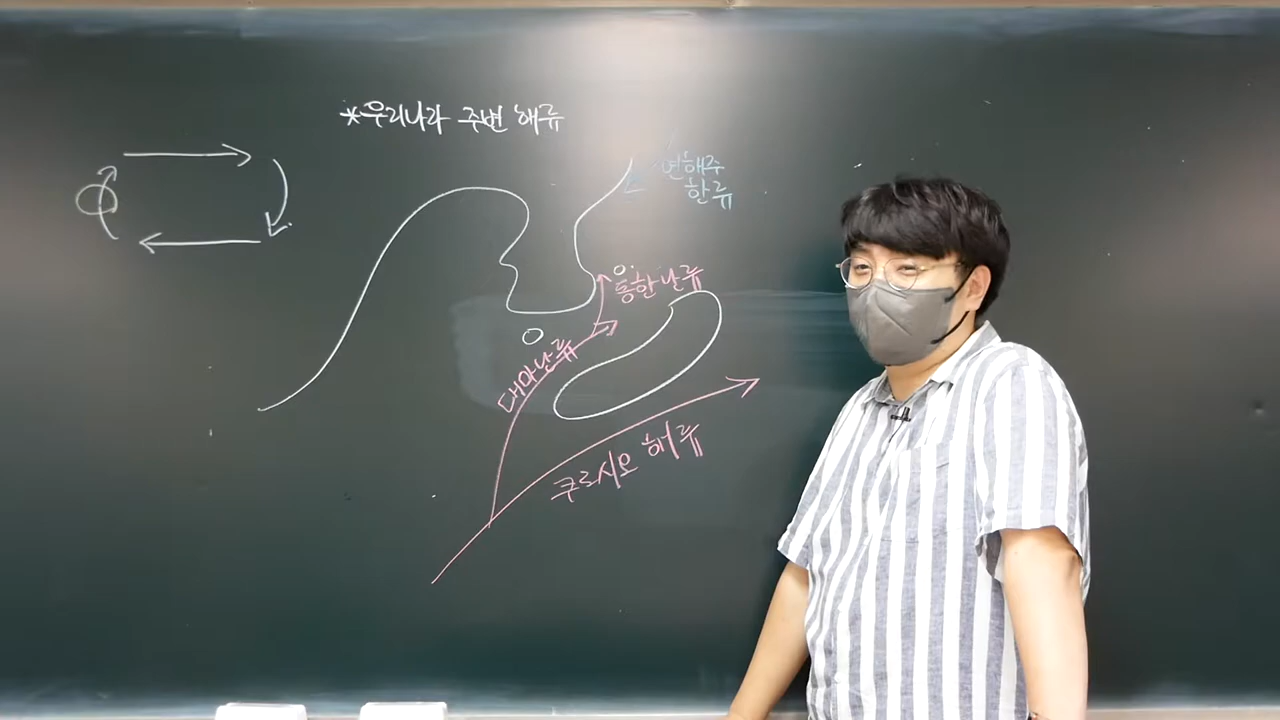 *우리나라 주변 해류
연해주
한류
동한난류
대마난류
쿠로시오 해류